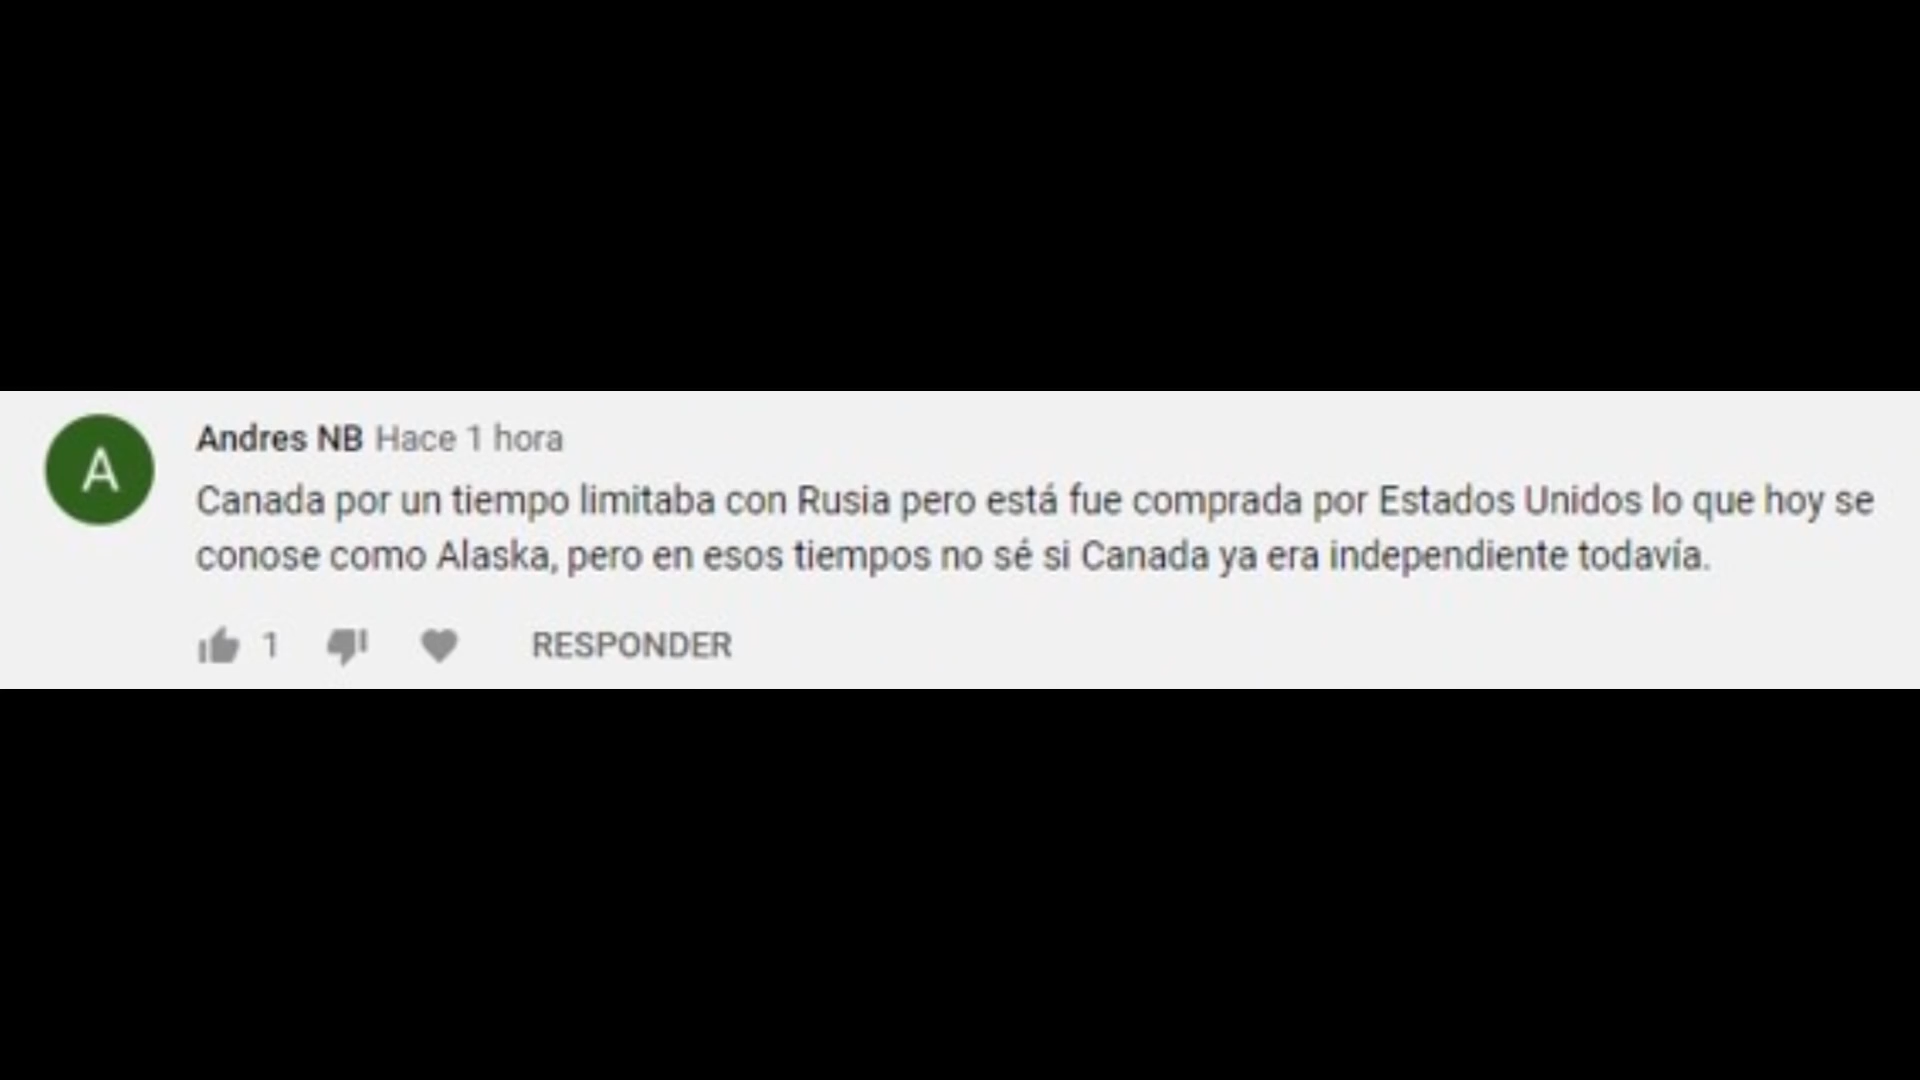 A
Andres NB Hace 1 hora
Canada por un tiempo limitaba con Rusia pero está fue comprada por Estados Unidos lo que hoy se
conose como Alaska, pero en esos tiempos no sé si Canada ya era independiente todavía.
1 RESPONDER